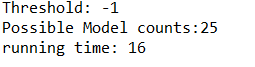 Threshold: -1
Possible Model counts:25
running time: 16